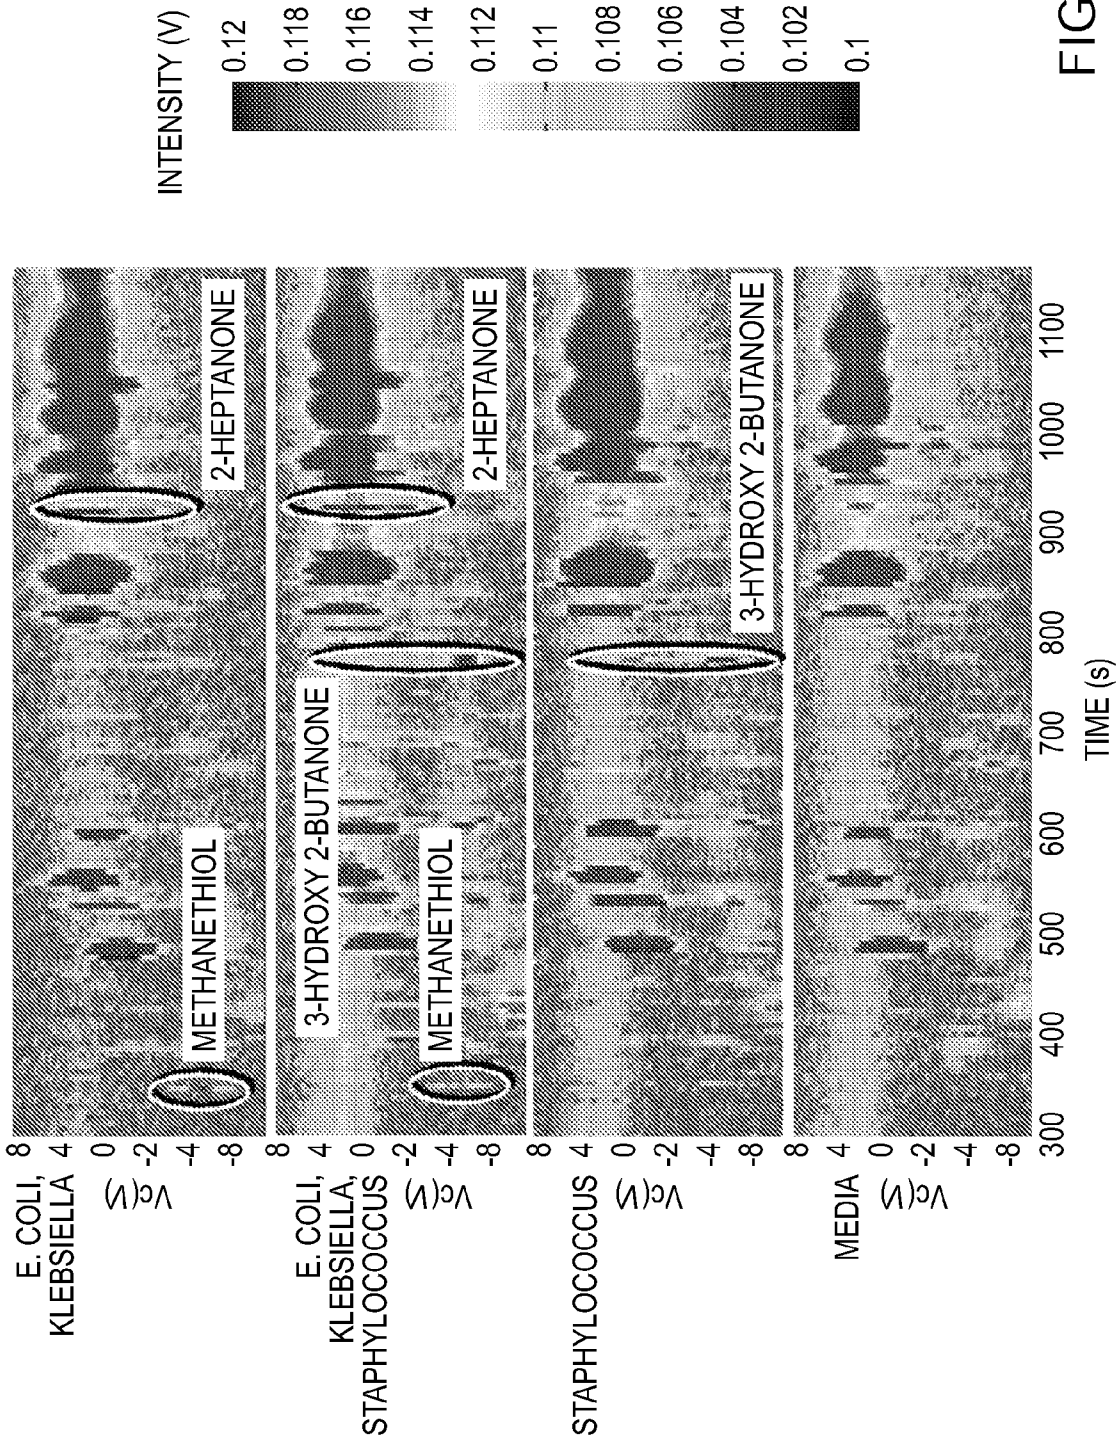 E. COLI,
KLEBSIELLA
Vc(V)
8
4
0
-2
-4
-8
METHANETHIOL
2-HEPTANONE
E. COLI,
KLEBSIELLA,
STAPHYLOCOCCUS
Vc(V)
8
4
0
-2
-4
-8
3-HYDROXY 2-BUTANONE
METHANETHIOL
2-HEPTANONE
STAPHYLOCOCCUS
Vc(V)
8
4
0
-2
-4
-8
3-HYDROXY 2-BUTANONE
MEDIA
Vc(V)
8
4
0
-2
-4
-8
300 400 500 600 700 800 900 1000 1100
TIME (s)
INTENSITY (V)
0.12
0.118
0.116
0.114
0.112
0.11
0.108
0.106
0.104
0.102
0.1
FIG